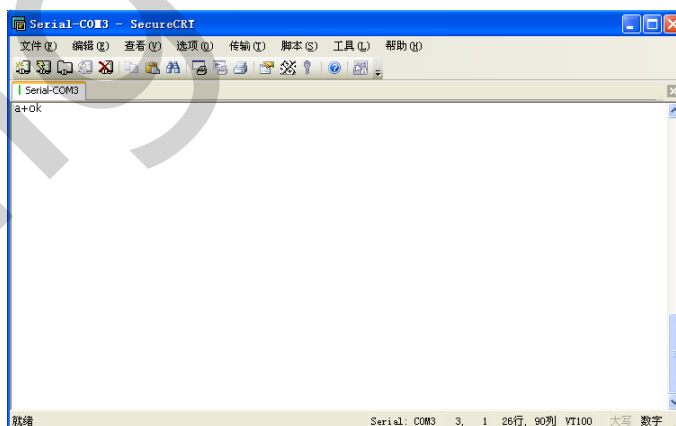 Serial-COM3 - SecureCRT
文件(F) 编辑(E) 查看(V) 选项(O) 传输(T) 脚本(S) 工具(L) 帮助(H)
Serial-COM3
a+ok
就绪 Serial: COM3 3, 1 26行, 90列 VT100 大写 数字